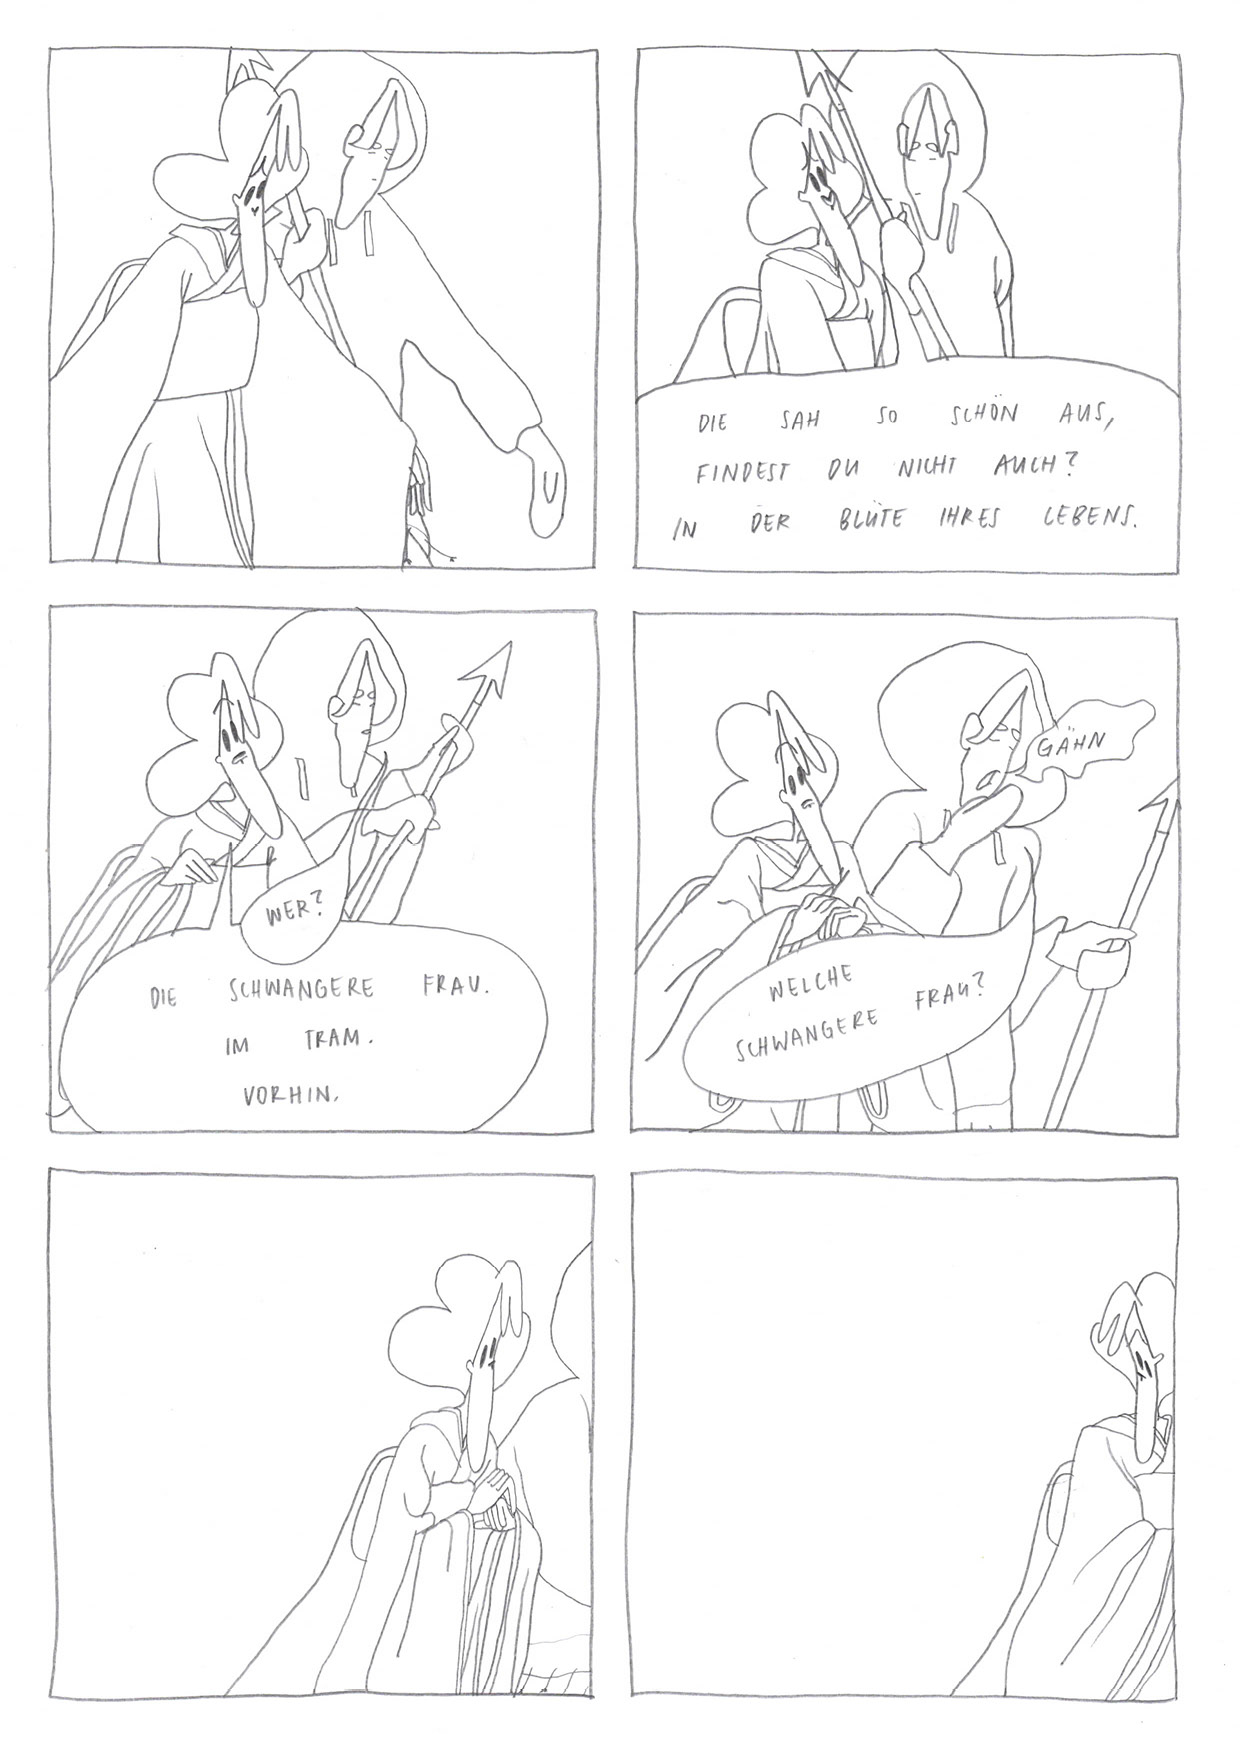 DIE SAH SO SCHÖN AUS,
FINDEST DU NICHT AUCH?
IN DER BLÜTE IHRES LEBENS.
WER?
DIE SCHWANGERE FRAU.
IM TRAM.
VORHIN.
GÄHN
WELCHE
SCHWANGERE FRAU?